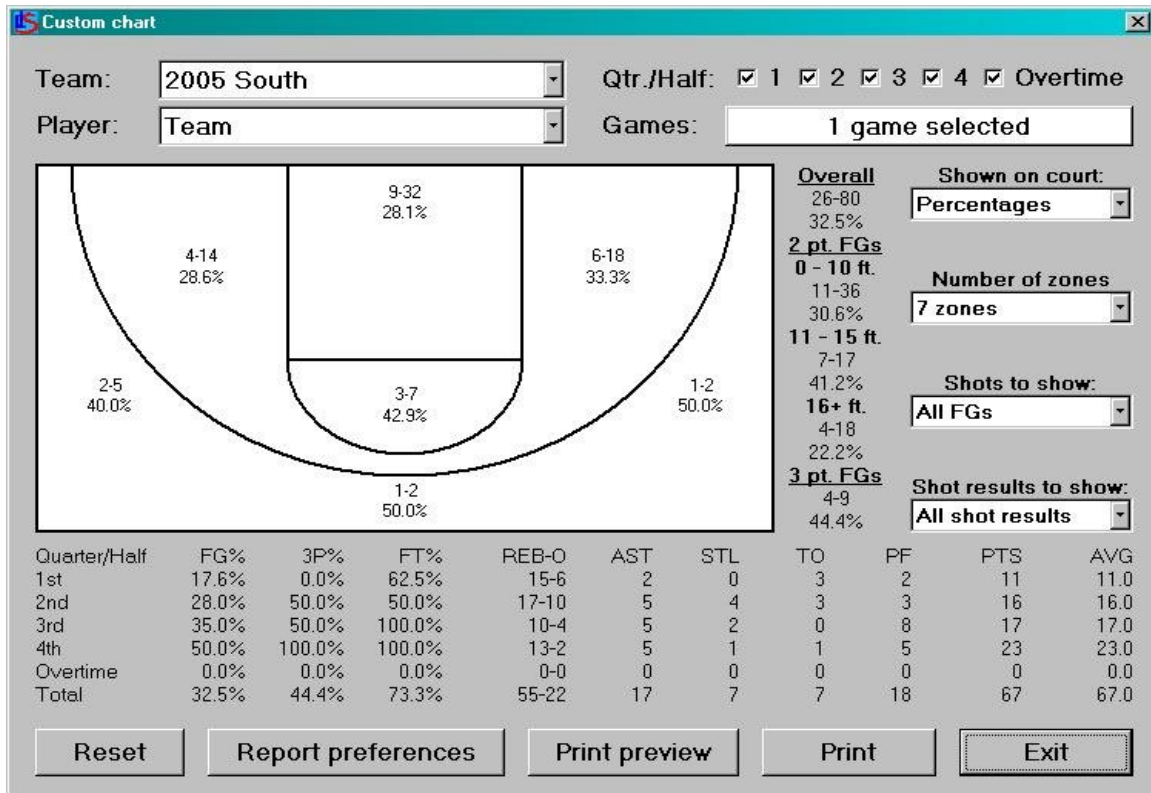 Custom chart
Team: 2005 South Qtr./Half: 1 2 3 4 Overtime
Player: Team Games: 1 game selected
9-32
28.1%
4-14
28.6%
6-18
33.3%
2-5
40.0%
3-7
42.9%
1-2
50.0%
1-2
50.0%
Overall
26-80
32.5%
2 pt. FGs
0 - 10 ft.
11-36
30.6%
11 - 15 ft.
7-17
41.2%
16+ ft.
4-18
22.2%
3 pt. FGs
4-9
44.4%
Shown on court:
Percentages
Number of zones
7 zones
Shots to show:
All FGs
Shot results to show:
All shot results
Quarter/Half FG% 3P% FT% REB-O AST STL TO PF PTS AVG
1st 17.6% 0.0% 62.5% 15-6 2 0 3 2 11 11.0
2nd 28.0% 50.0% 50.0% 17-10 5 4 3 3 16 16.0
3rd 35.0% 50.0% 100.0% 10-4 5 2 0 8 17 17.0
4th 50.0% 100.0% 100.0% 13-2 5 1 1 5 23 23.0
Overtime 0.0% 0.0% 0.0% 0-0 0 0 0 0 0 0.0
Total 32.5% 44.4% 73.3% 55-22 17 7 7 18 67 67.0
Reset Report preferences Print preview Print Exit